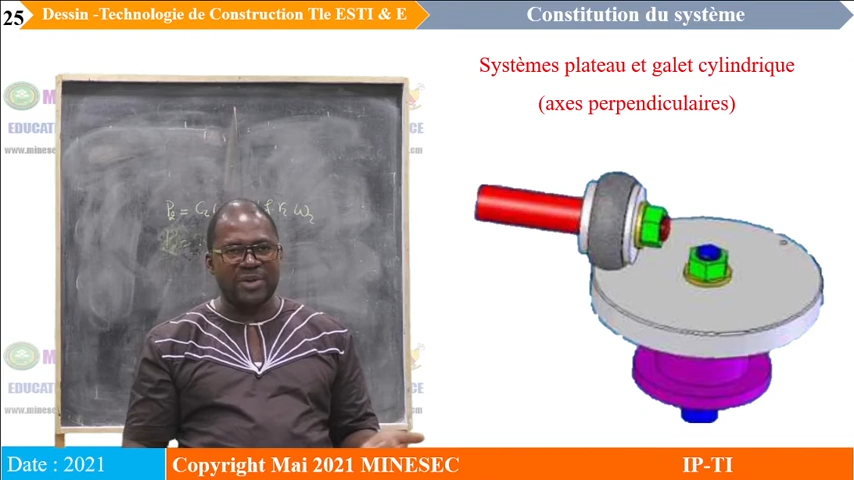 25
Dessin -Technologie de Construction Tle ESTI & E
Constitution du système
Systèmes plateau et galet cylindrique
(axes perpendiculaires)
Date : 2021
Copyright Mai 2021 MINESEC
IP-TI